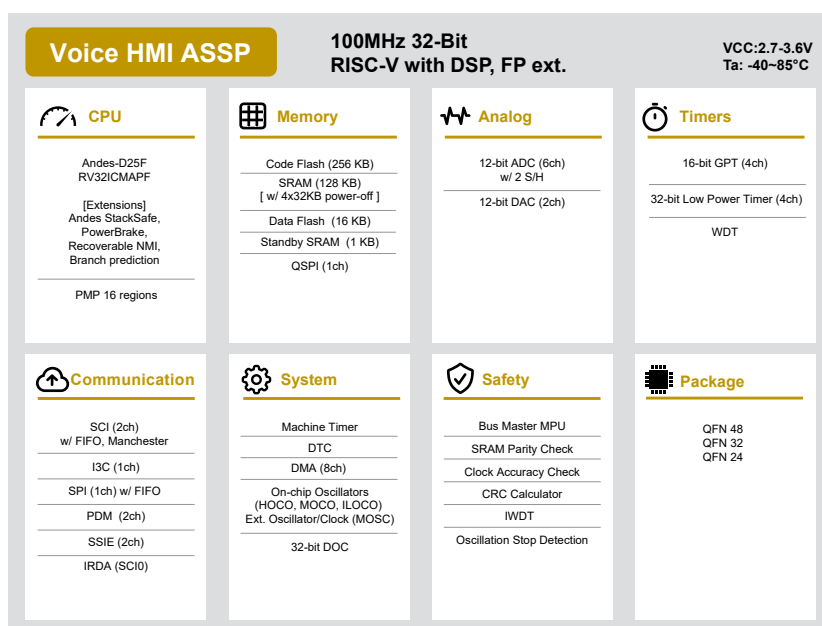 Voice HMI ASSP
100MHz 32-Bit
RISC-V with DSP, FP ext.
VCC:2.7-3.6V
Ta: -40~85°C
CPU
Andes-D25F
RV32ICMAPF
[Extensions]
Andes StackSafe,
PowerBrake,
Recoverable NMI,
Branch prediction
PMP 16 regions
Memory
Code Flash (256 KB)
SRAM (128 KB)
[ w/ 4x32KB power-off ]
Data Flash (16 KB)
Standby SRAM (1 KB)
QSPI (1ch)
Analog
12-bit ADC (6ch)
w/ 2 S/H
12-bit DAC (2ch)
Timers
16-bit GPT (4ch)
32-bit Low Power Timer (4ch)
WDT
Communication
SCI (2ch)
w/ FIFO, Manchester
I3C (1ch)
SPI (1ch) w/ FIFO
PDM (2ch)
SSIE (2ch)
IRDA (SCI0)
System
Machine Timer
DTC
DMA (8ch)
On-chip Oscillators
(HOCO, MOCO, ILOCO)
Ext. Oscillator/Clock (MOSC)
32-bit DOC
Safety
Bus Master MPU
SRAM Parity Check
Clock Accuracy Check
CRC Calculator
IWDT
Oscillation Stop Detection
Package
QFN 48
QFN 32
QFN 24